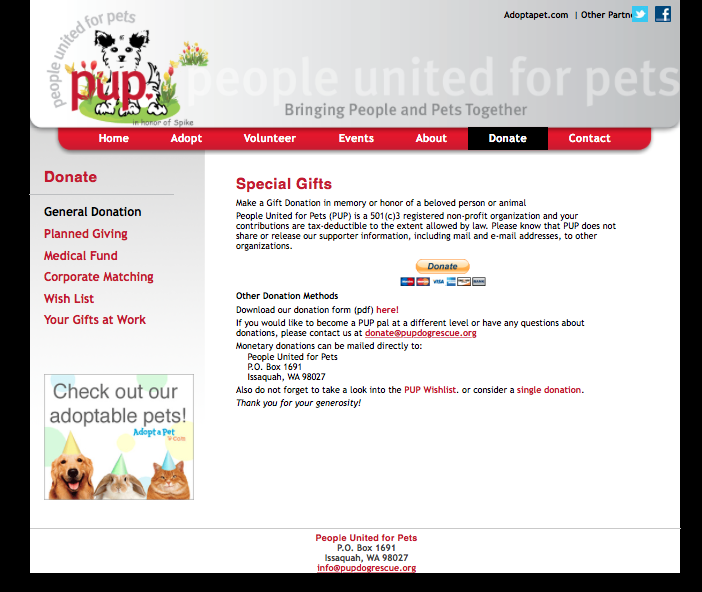 Adoptapet.com | Other Partne
people united for pets
pup
in honor of Spike
people united for pets
Bringing People and Pets Together
Home Adopt Volunteer Events About Donate Contact
Donate
General Donation
Planned Giving
Medical Fund
Corporate Matching
Wish List
Your Gifts at Work
Check out our
adoptable pets!
Adopt a Pet
.com
Special Gifts
Make a Gift Donation in memory or honor of a beloved person or animal
People United for Pets (PUP) is a 501(c)3 registered non-profit organization and your
contributions are tax-deductible to the extent allowed by law. Please know that PUP does not
share or release our supporter information, including mail and e-mail addresses, to other
organizations.
Donate
VISA
Other Donation Methods
Download our donation form (pdf) here!
If you would like to become a PUP pal at a different level or have any questions about
donations, please contact us at donate@pupdogrescue.org
Monetary donations can be mailed directly to:
People United for Pets
P.O. Box 1691
Issaquah, WA 98027
Also do not forget to take a look into the PUP Wishlist. or consider a single donation.
Thank you for your generosity!
People United for Pets
P.O. Box 1691
Issaquah, WA 98027
info@pupdogrescue.org